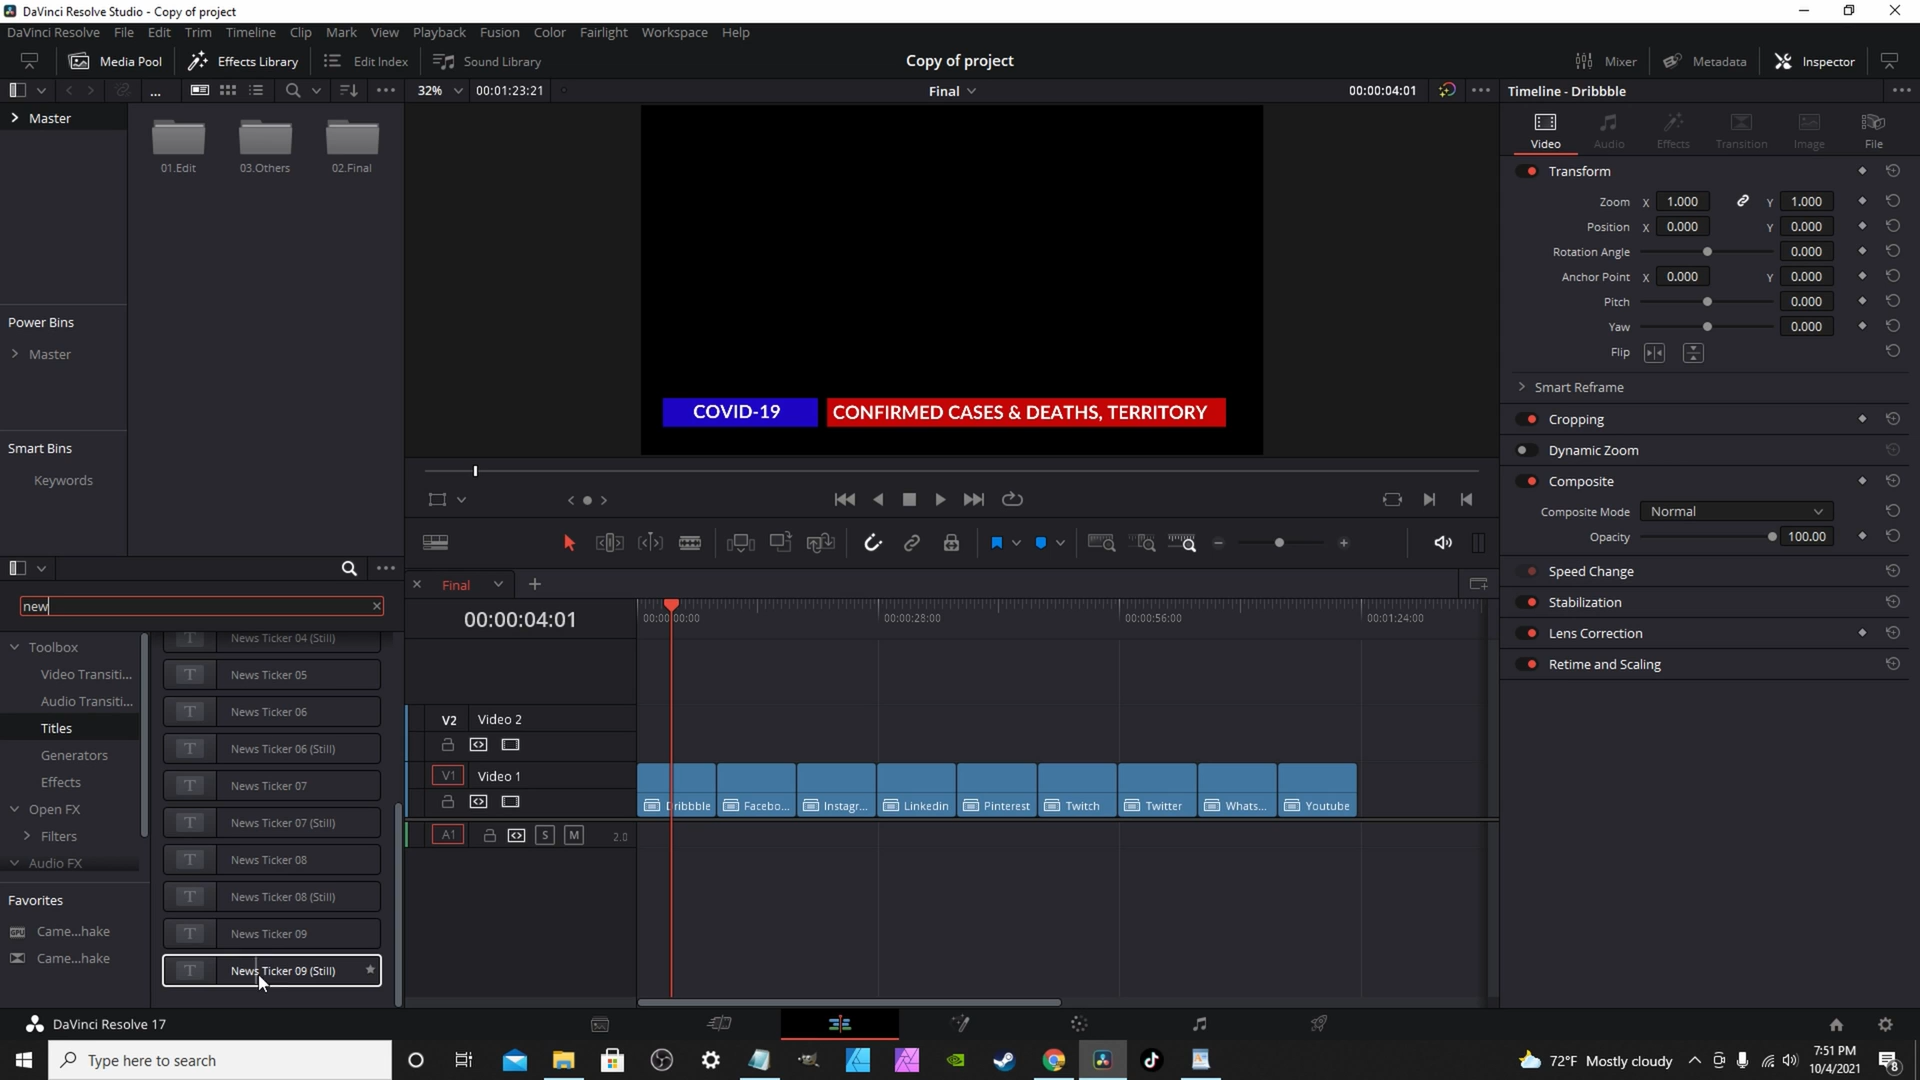 DaVinci Resolve Studio - Copy of project
DaVinci Resolve File Edit Trim Timeline Clip Mark View Playback Fusion Color Fairlight Workspace Help
Media Pool Effects Library Edit Index Sound Library Copy of project Mixer Metadata Inspector
... 32% 00:01:23:21 Final 00:00:04:01 Timeline - Dribbble
Master
01.Edit 03.Others 02.Final
Power Bins
Master
Smart Bins
Keywords
COVID-19 CONFIRMED CASES & DEATHS, TERRITORY
Video Audio Effects Transition Image File
Transform
Zoom X 1.000 Y 1.000
Position X 0.000 Y 0.000
Rotation Angle 0.000
Anchor Point X 0.000 Y 0.000
Pitch 0.000
Yaw 0.000
Flip
Smart Reframe
Cropping
Dynamic Zoom
Composite
Composite Mode Normal
Opacity 100.00
Speed Change
Stabilization
Lens Correction
Retime and Scaling
new
Toolbox
Video Transiti...
Audio Transiti...
Titles
Generators
Effects
Open FX
Filters
Audio FX
Favorites
Came...hake
Came...hake
News Ticker 04 (Still)
News Ticker 05
News Ticker 06
News Ticker 06 (Still)
News Ticker 07
News Ticker 07 (Still)
News Ticker 08
News Ticker 08 (Still)
News Ticker 09
News Ticker 09 (Still)
Final
00:00:04:01
00:00:00:00 00:00:28:00 00:00:56:00 00:01:24:00
V2 Video 2
V1 Video 1
Dribbble Facebo... Instagr... Linkedin Pinterest Twitch Twitter Whats... Youtube
A1 S M 2.0
DaVinci Resolve 17
Type here to search
72°F Mostly cloudy
7:51 PM
10/4/2021
8